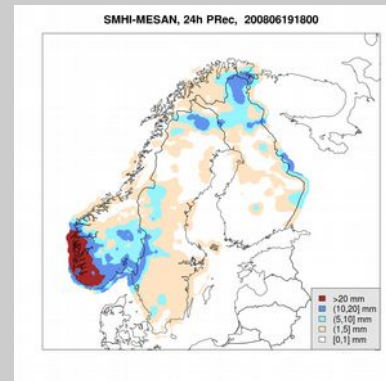 SMHI-MESAN, 24h PRec, 200806191800
>20 mm
(10,20] mm
(5,10] mm
(1,5] mm
[0,1] mm